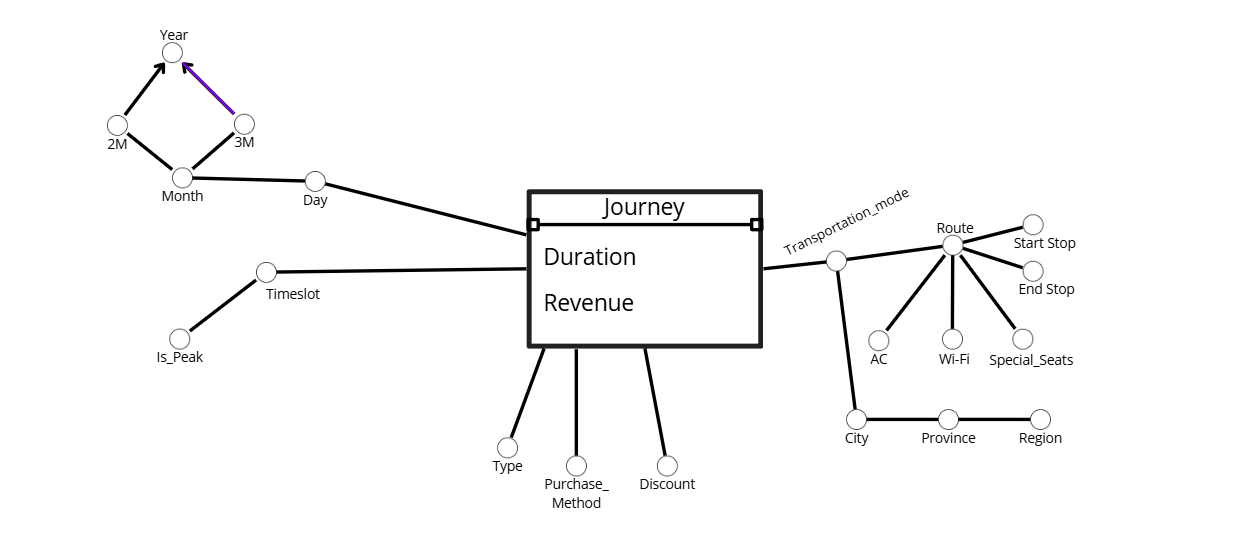 Year
2M
3M
Month
Day
Timeslot
Is_Peak
Journey
Duration
Revenue
Type
Purchase_
Method
Discount
Transportation_mode
Route
Start Stop
End Stop
AC
Wi-Fi
Special_Seats
City
Province
Region